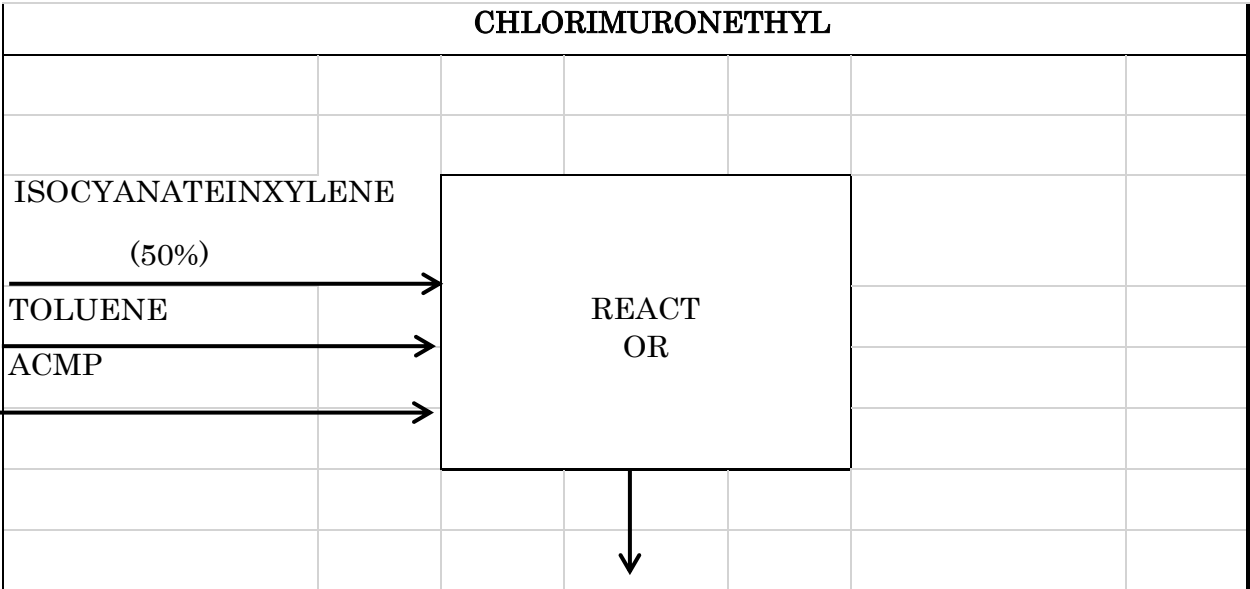 CHLORIMURONETHYL
ISOCYANATEINXYLENE
(50%)
TOLUENE
ACMP
REACT
OR